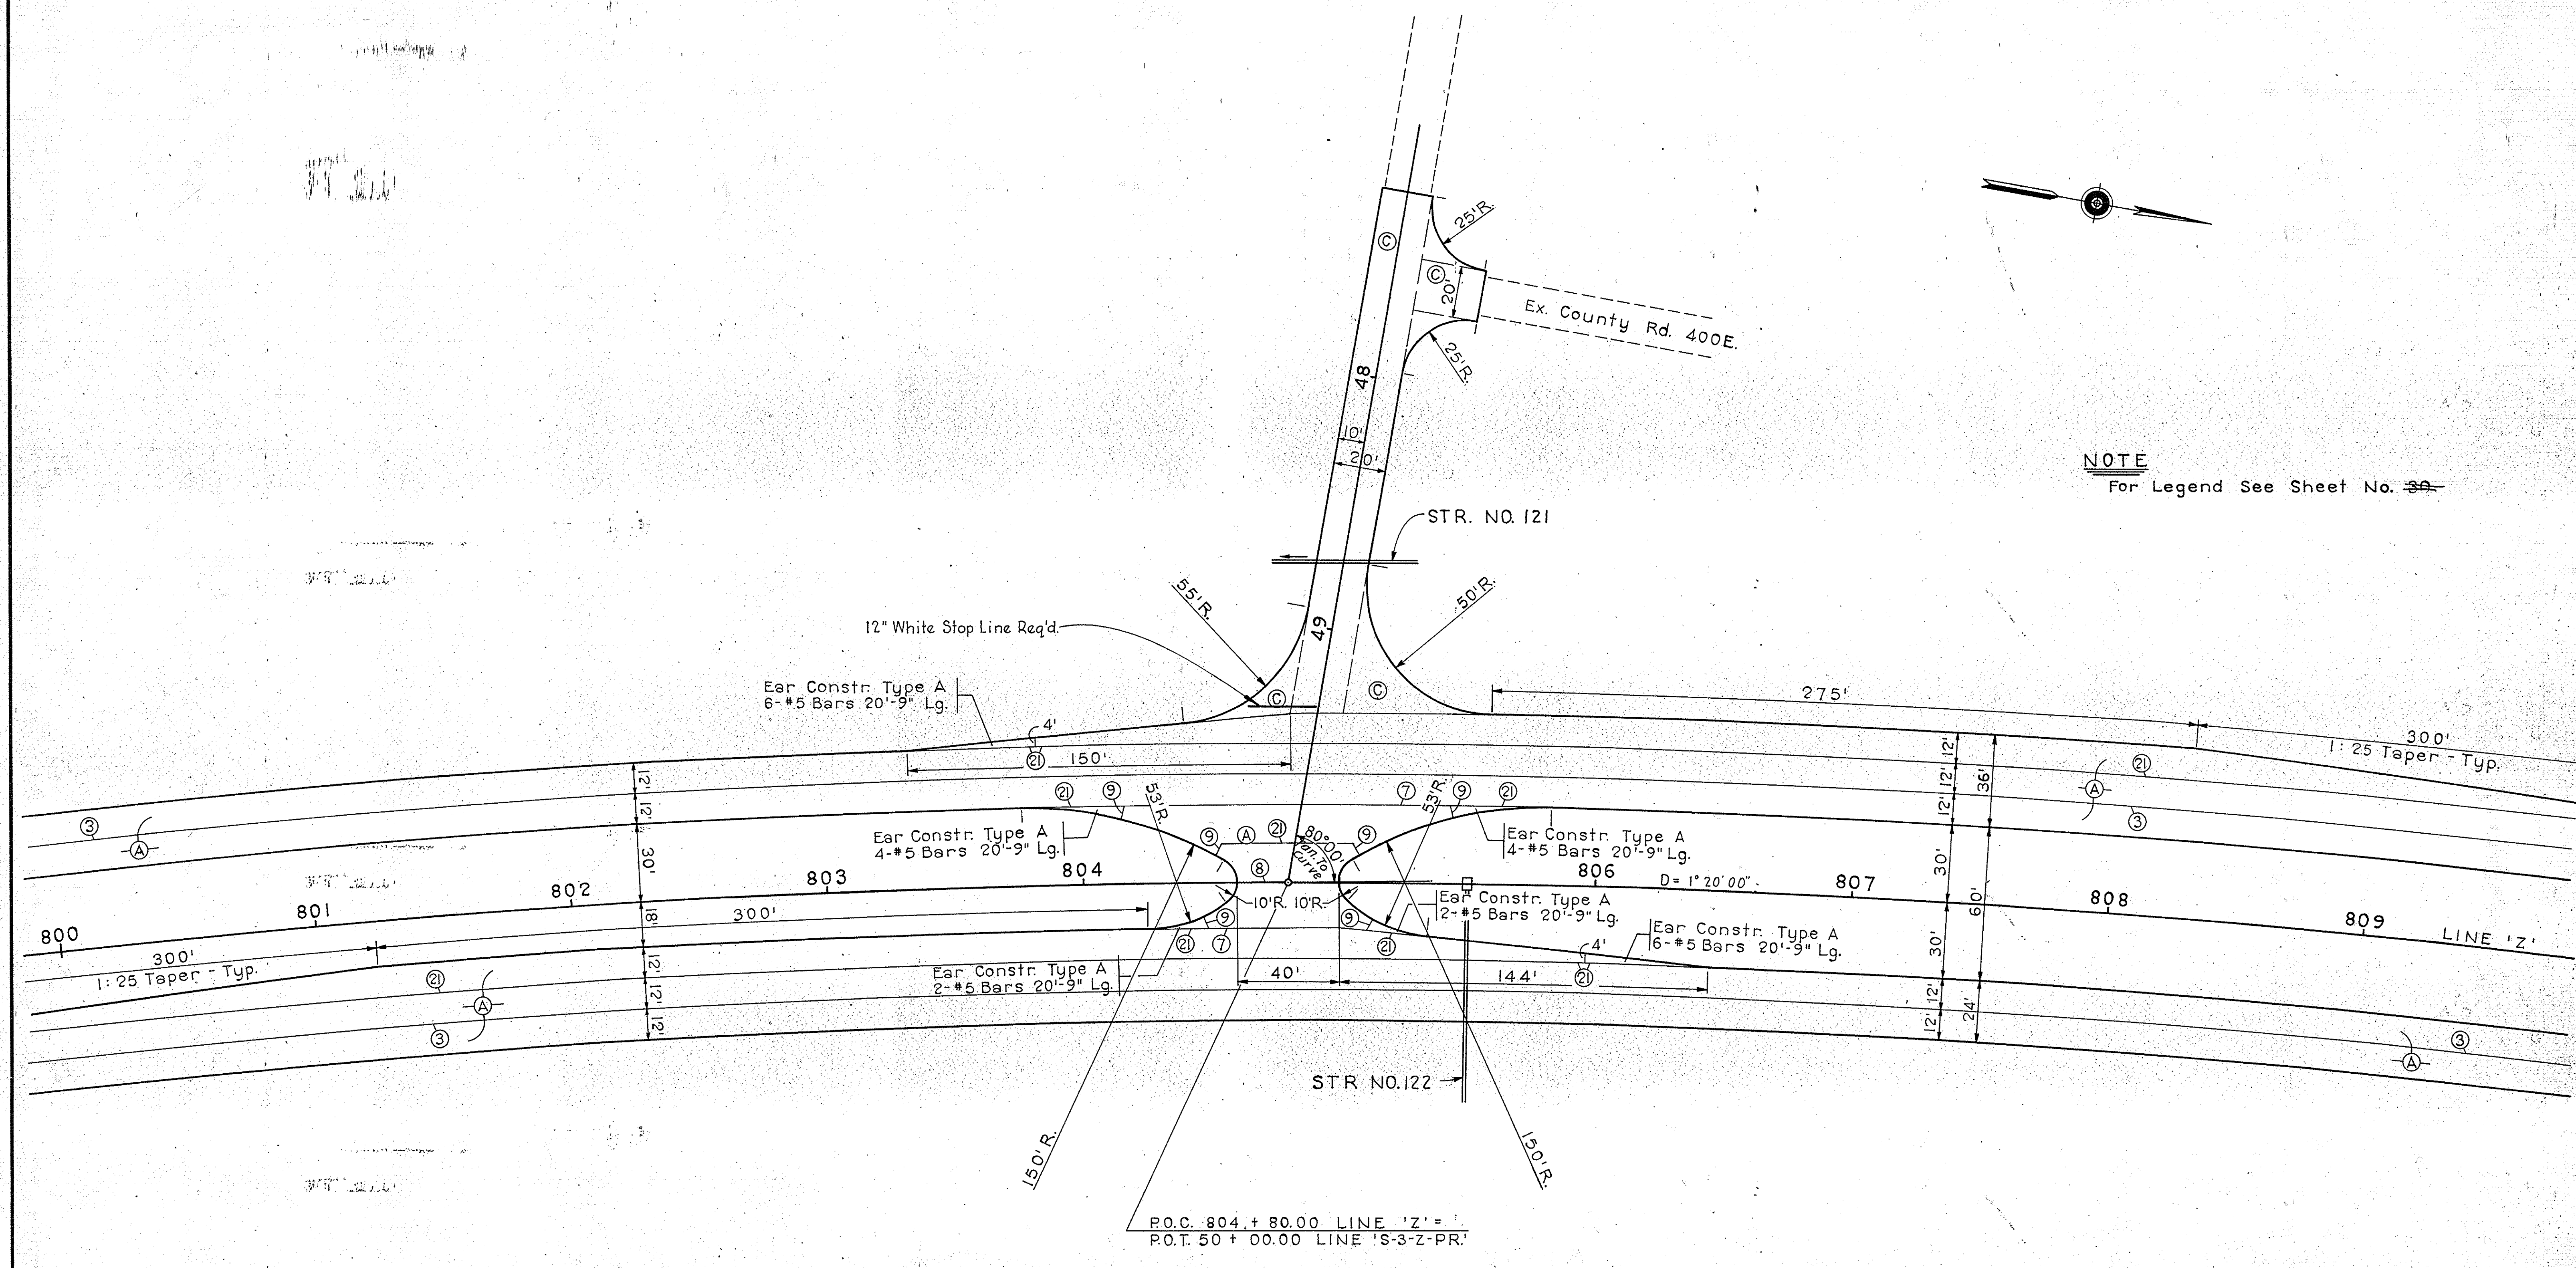 25'R.
C
C
20'
Ex. County Rd. 400E.
25'R.
48
10'
20'
NOTE
For Legend See Sheet No. 30
STR. NO. 121
55'R.
50'R.
12" White Stop Line Req'd.
49
Ear Constr. Type A
6-#5 Bars 20'-9" Lg.
C
C
275'
4'
300'
1:25 Taper - Typ.
21
150'
12'
12'
12'
12'
12'
36'
21
A
3
21
9
53'R.
7
53'R.
9
21
3
A
Ear Constr. Type A
4-#5 Bars 20'-9" Lg.
9
A
21
80°00'
Tan. To
Curve
9
Ear Constr. Type A
4-#5 Bars 20'-9" Lg.
30'
30'
60'
800
801
802
803
804
8
806
D= 1° 20' 00"
807
808
809
LINE 'Z'
18'
300'
10'R.
10'R.
Ear Constr. Type A
2-#5 Bars 20'-9" Lg.
9
9
21
7
21
Ear Constr. Type A
6-#5 Bars 20'-9" Lg.
4'
30'
300'
1:25 Taper - Typ.
21
A
3
12'
12'
12'
Ear Constr. Type A
2-#5 Bars 20'-9" Lg.
40'
144'
21
12'
12'
24'
3
A
STR NO. 122
150'R.
150'R.
P.O.C. 804 + 80.00 LINE 'Z' =
P.O.T. 50 + 00.00 LINE 'S-3-Z-PR.'